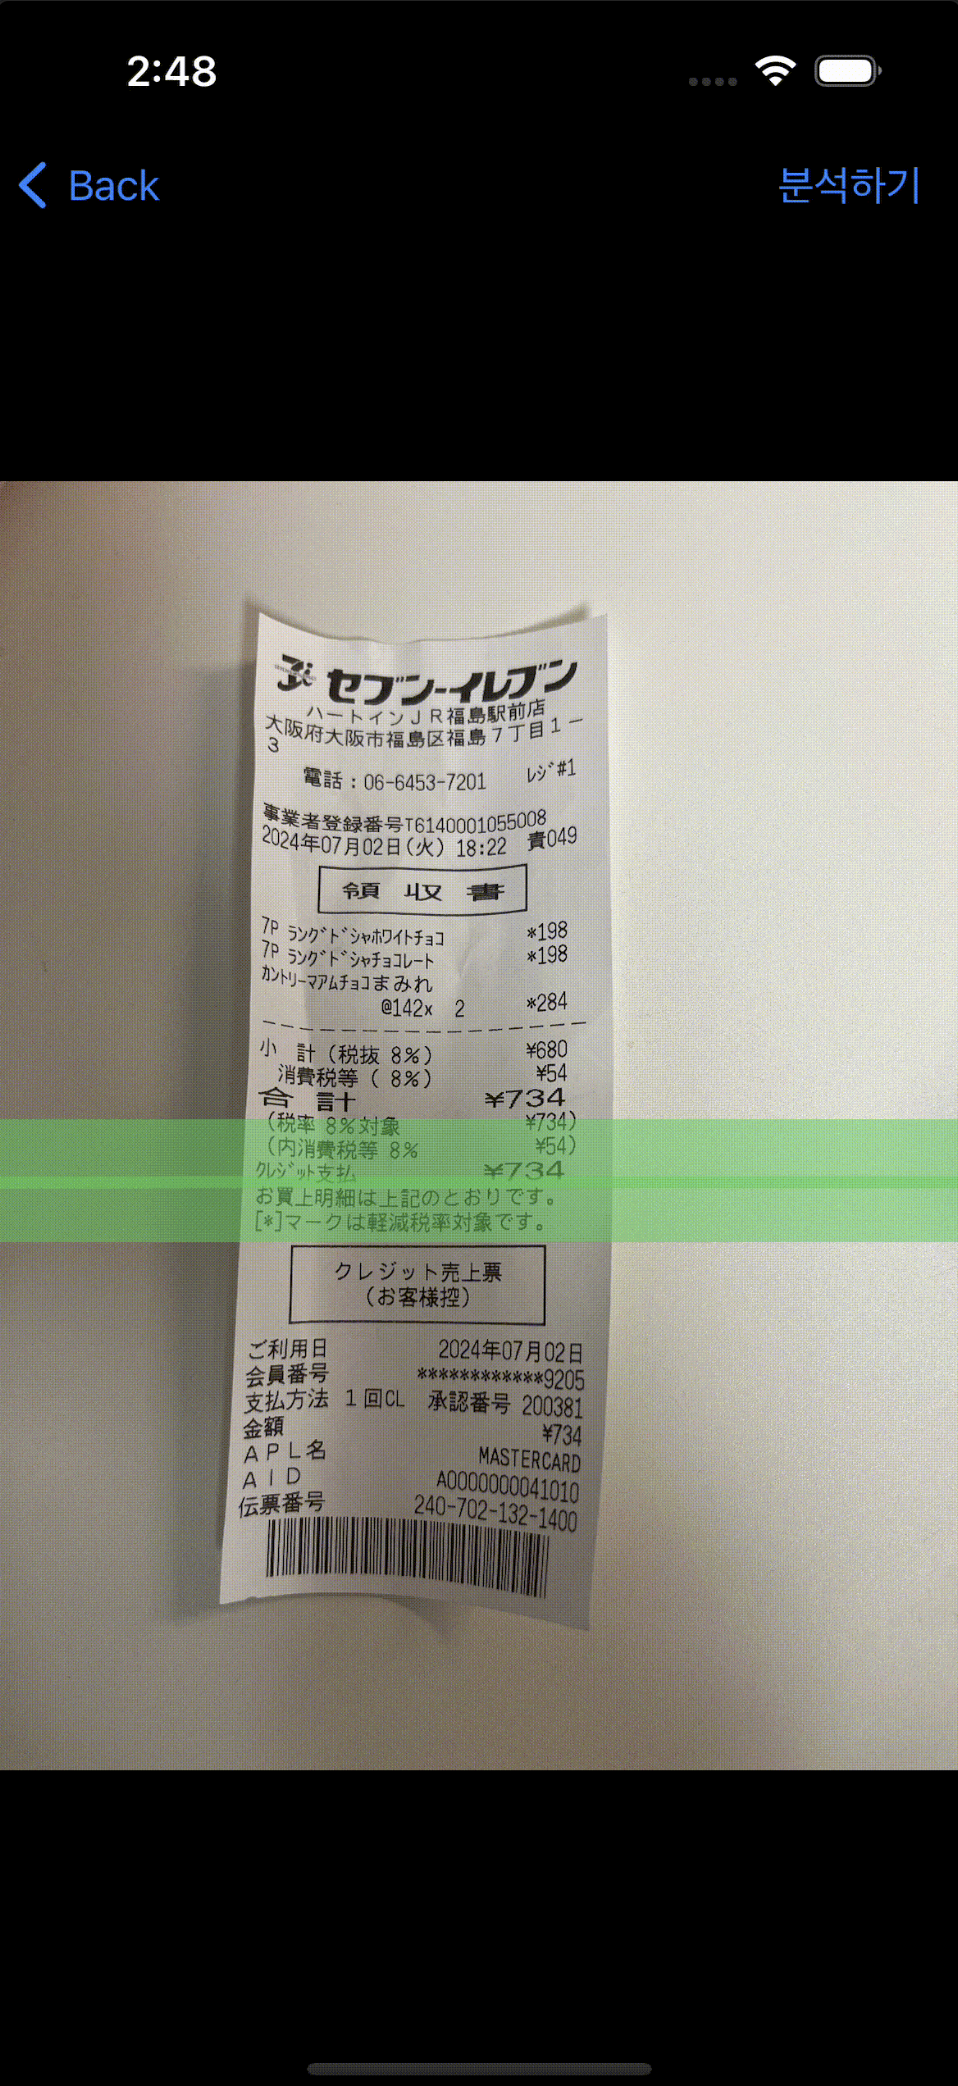 2:48
Back
분석하기
セブン-イレブン
ハートインJR福島駅前店
大阪府大阪市福島区福島7丁目1-
3
電話:06-6453-7201 レジ#1
事業者登録番号T6140001055008
2024年07月02日(火) 18:22 責049
領 収 書
7P ラング ド シャホワイトチョコ *198
7P ラング ド シャチョコレート *198
カントリーマアムチョコまみれ
@142x 2 *284
小 計(税抜 8%) ¥680
消費税等( 8%) ¥54
合 計 ¥734
(税率 8%対象 ¥734)
(内消費税等 8% ¥54)
クレジット支払 ¥734
お買上明細は上記のとおりです。
[*]マークは軽減税率対象です。
クレジット売上票
(お客様控)
ご利用日 2024年07月02日
会員番号 ************9205
支払方法 1回CL 承認番号 200381
金額 ¥734
APL名 MASTERCARD
AID A0000000041010
伝票番号 240-702-132-1400